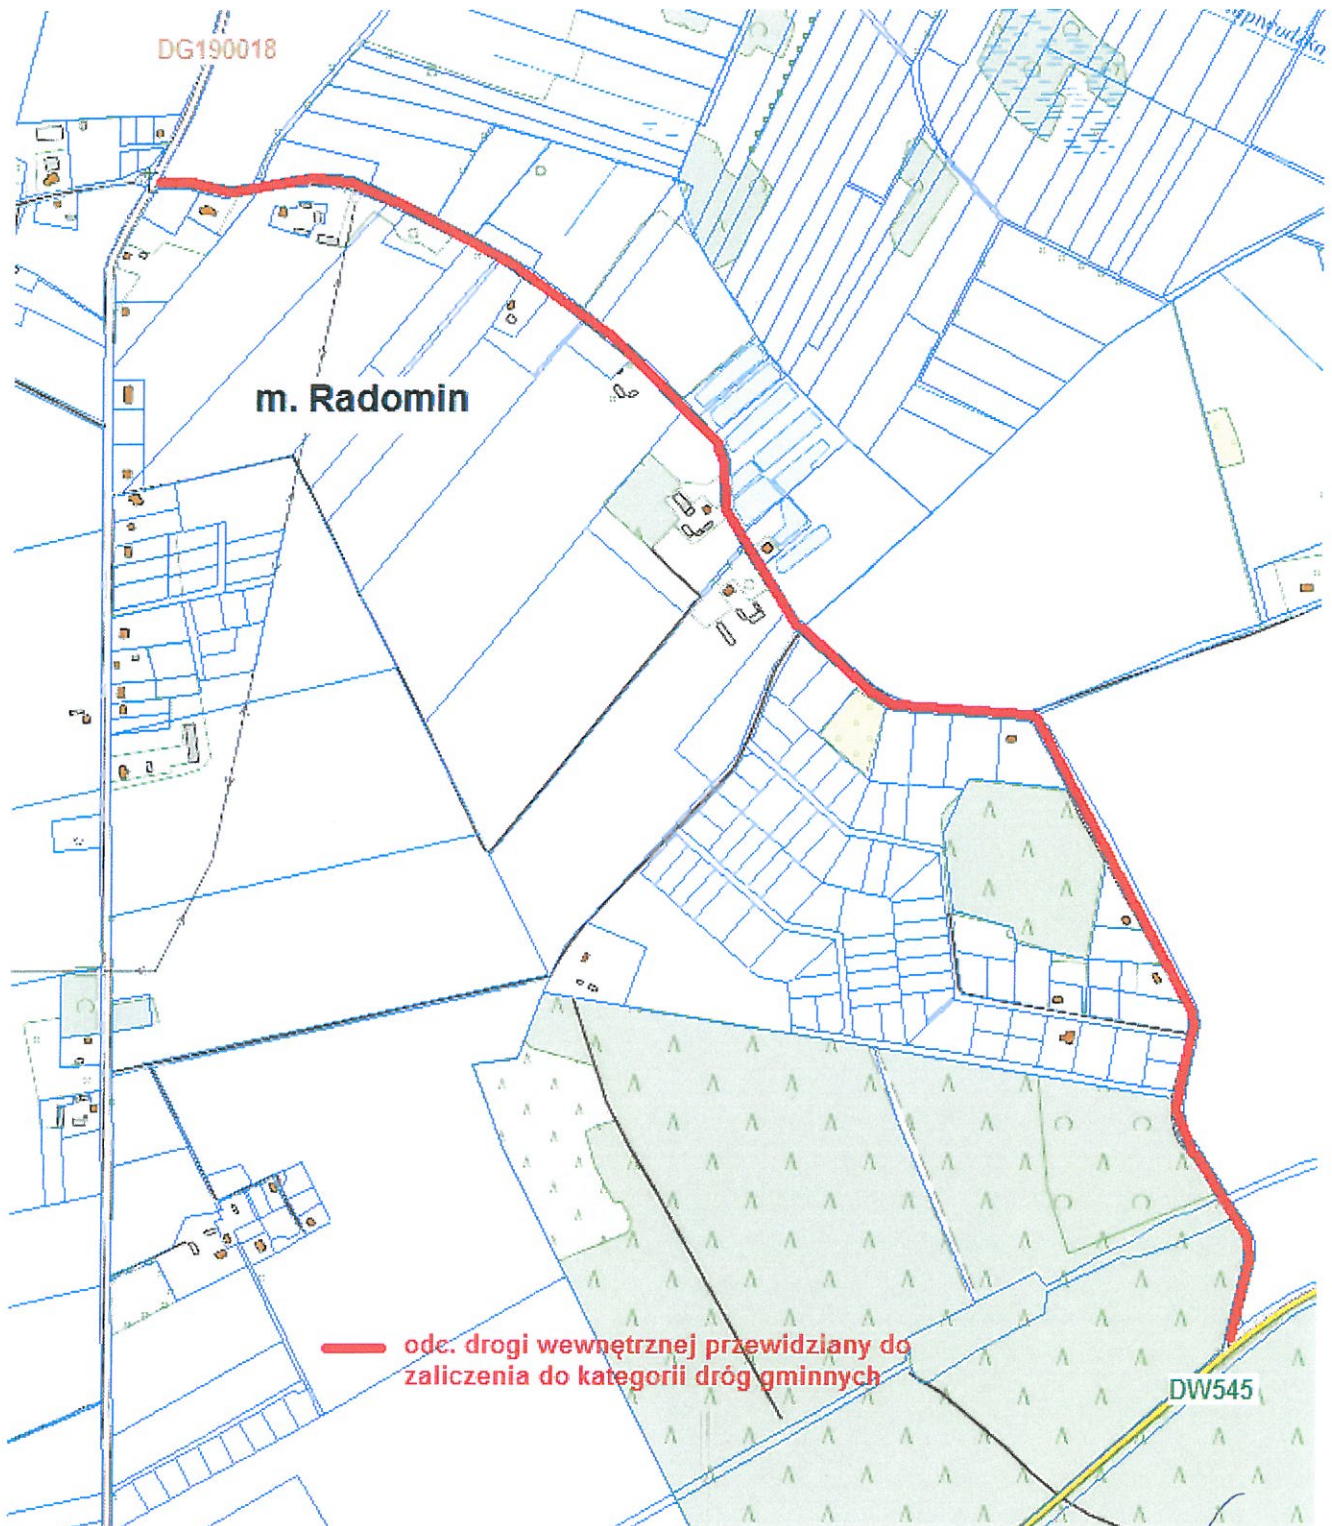 DG190018
m. Radomin
odc. drogi wewnętrznej przewidziany do
zaliczenia do kategorii dróg gminnych
DW545